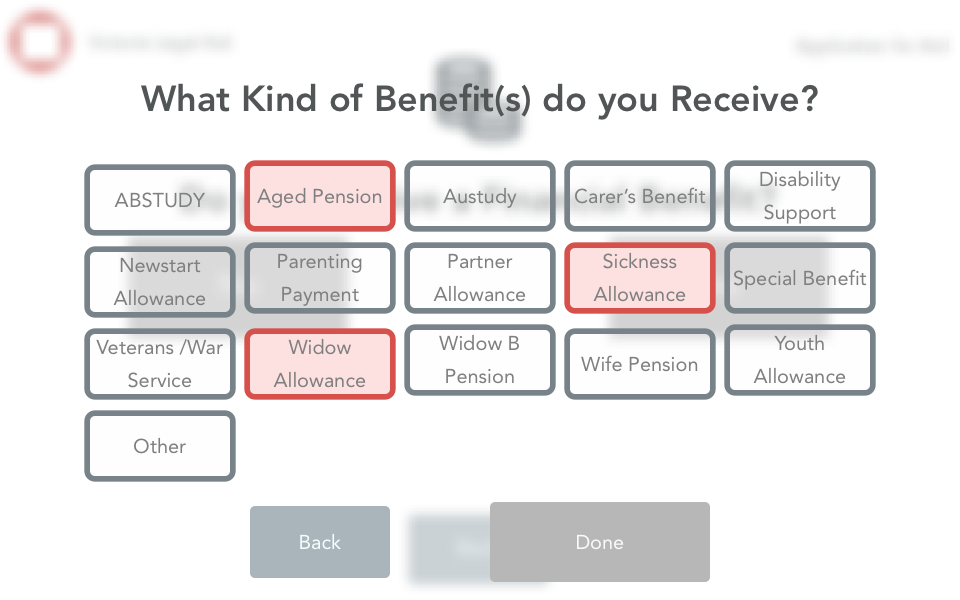 What Kind of Benefit(s) do you Receive?
ABSTUDY
Aged Pension
Austudy
Carer’s Benefit
Disability
Support
Newstart
Allowance
Parenting
Payment
Partner
Allowance
Sickness
Allowance
Special Benefit
Veterans /War
Service
Widow
Allowance
Widow B
Pension
Wife Pension
Youth
Allowance
Other
Back
Done